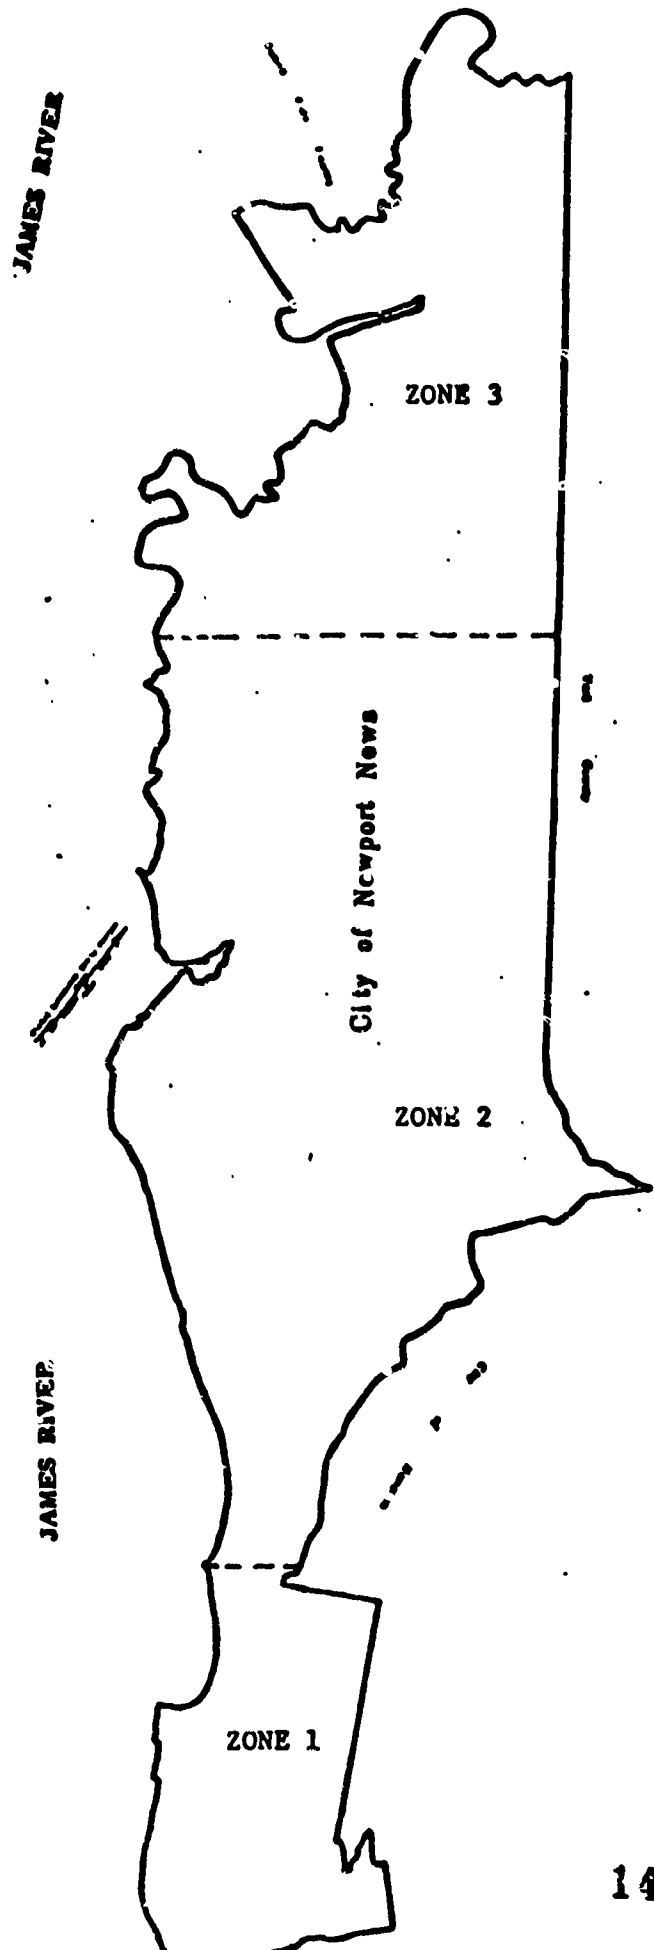 JAMES RIVER
ZONE 3
City of Newport News
ZONE 2
JAMES RIVER
ZONE 1
14